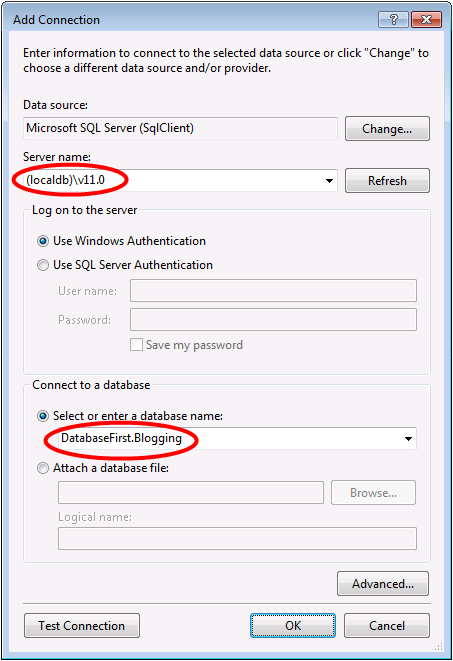 Add Connection
Enter information to connect to the selected data source or click "Change" to
choose a different data source and/or provider.
Data source:
Microsoft SQL Server (SqlClient)
Change...
Server name:
(localdb)\v11.0
Refresh
Log on to the server
Use Windows Authentication
Use SQL Server Authentication
User name:
Password:
Save my password
Connect to a database
Select or enter a database name:
DatabaseFirst.Blogging
Attach a database file:
Browse...
Logical name:
Advanced...
Test Connection
OK
Cancel